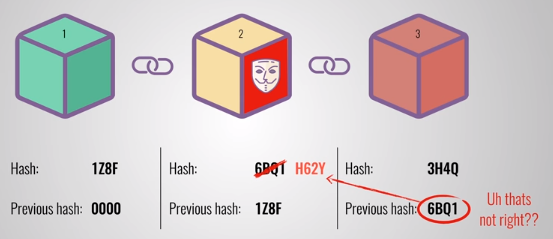 1
2
3
Hash: 1Z8F
Previous hash: 0000
Hash: 6BQ1 H62Y
Previous hash: 1Z8F
Hash: 3H4Q
Previous hash: 6BQ1
Uh thats
not right??